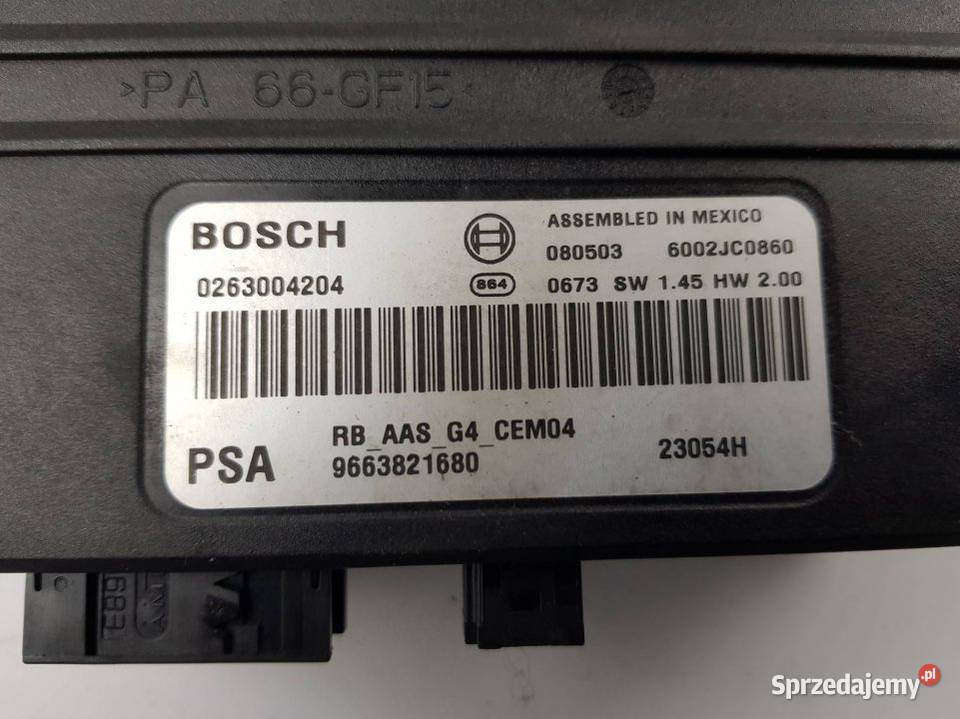 >PA 66-GF15<
BOSCH
ASSEMBLED IN MEXICO
080503 6002JC0860
0263004204
864
0673 SW 1.45 HW 2.00
PSA
RB_AAS_G4_CEM04
9663821680
23054H
TE89
Sprzedajemy.pl